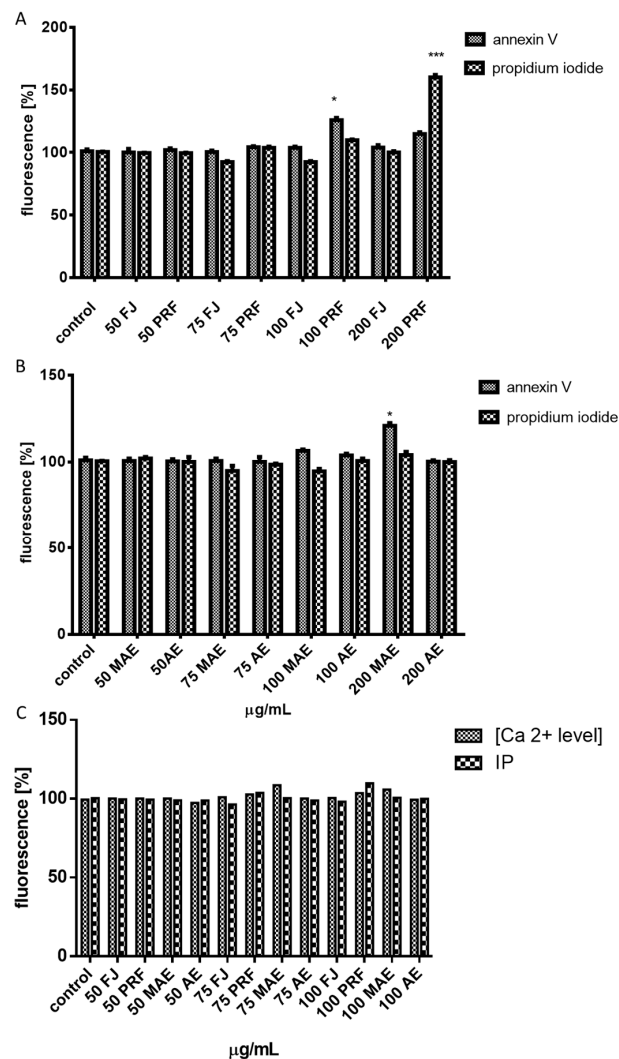 A
fluorescence [%]
200
150
100
50
0
annexin V
propidium iodide
*
***
control
50 FJ
50 PRF
75 FJ
75 PRF
100 FJ
100 PRF
200 FJ
200 PRF
B
fluorescence [%]
150
100
50
0
annexin V
propidium iodide
*
control
50 MAE
50AE
75 MAE
75 AE
100 MAE
100 AE
200 MAE
200 AE
µg/mL
C
fluorescence [%]
150
100
50
0
[Ca 2+ level]
IP
control
50 FJ
50 PRF
50 MAE
50 AE
75 FJ
75 PRF
75 MAE
75 AE
100 FJ
100 PRF
100 MAE
100 AE
µg/mL